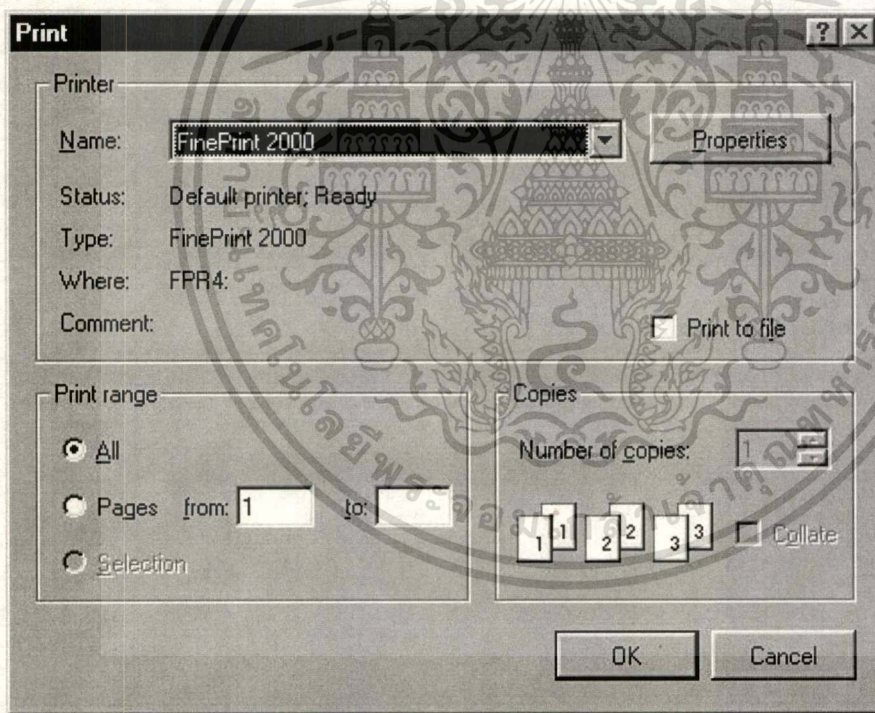 Print
Printer
Name: FinePrint 2000 Properties
Status: Default printer; Ready
Type: FinePrint 2000
Where: FPR4:
Comment: Print to file
Print range
All
Pages from: 1 to:
Selection
Copies
Number of copies: 1
1 1 2 2 3 3 Collate
OK Cancel